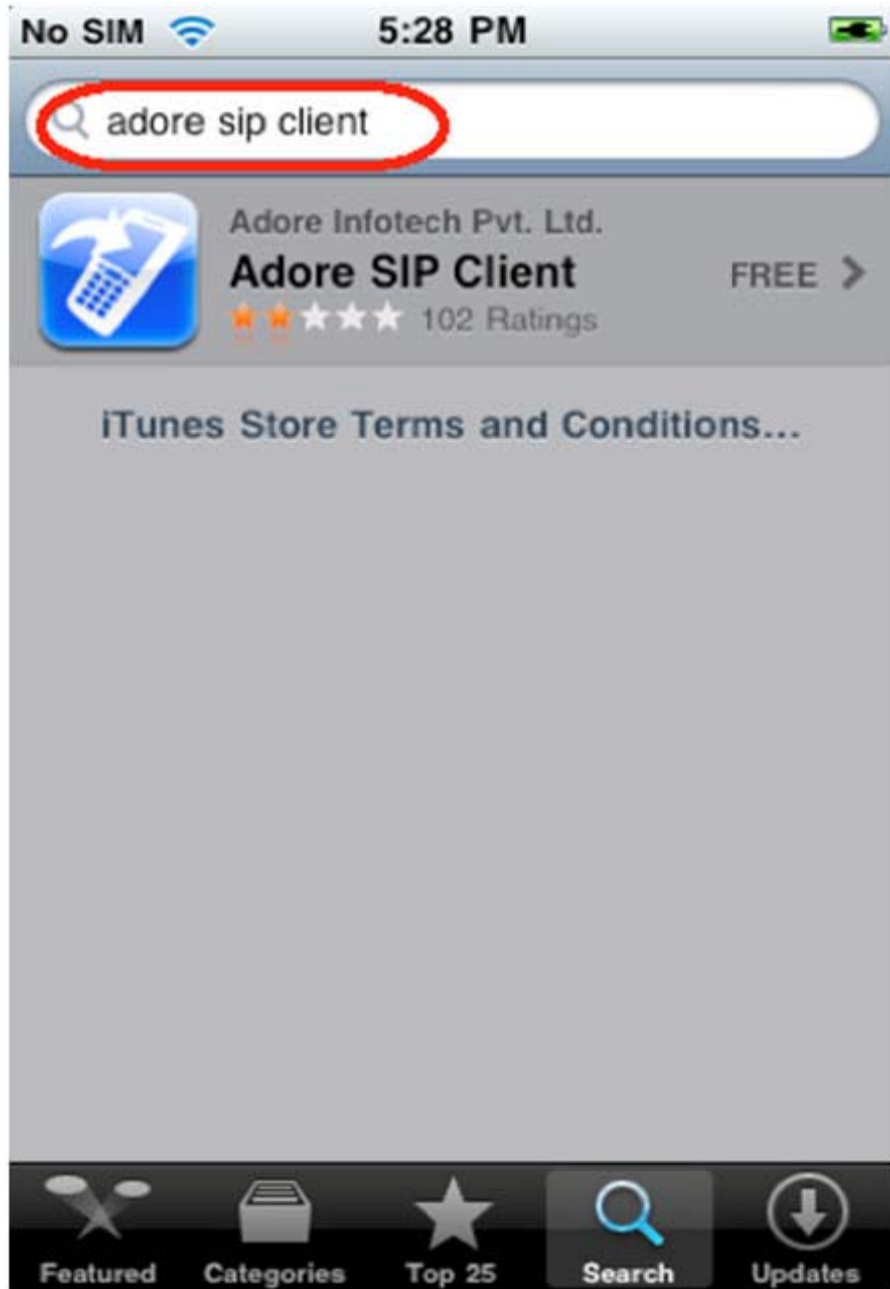 No SIM 5:28 PM
adore sip client
Adore Infotech Pvt. Ltd.
Adore SIP Client FREE
102 Ratings
iTunes Store Terms and Conditions...
Featured Categories Top 25 Search Updates